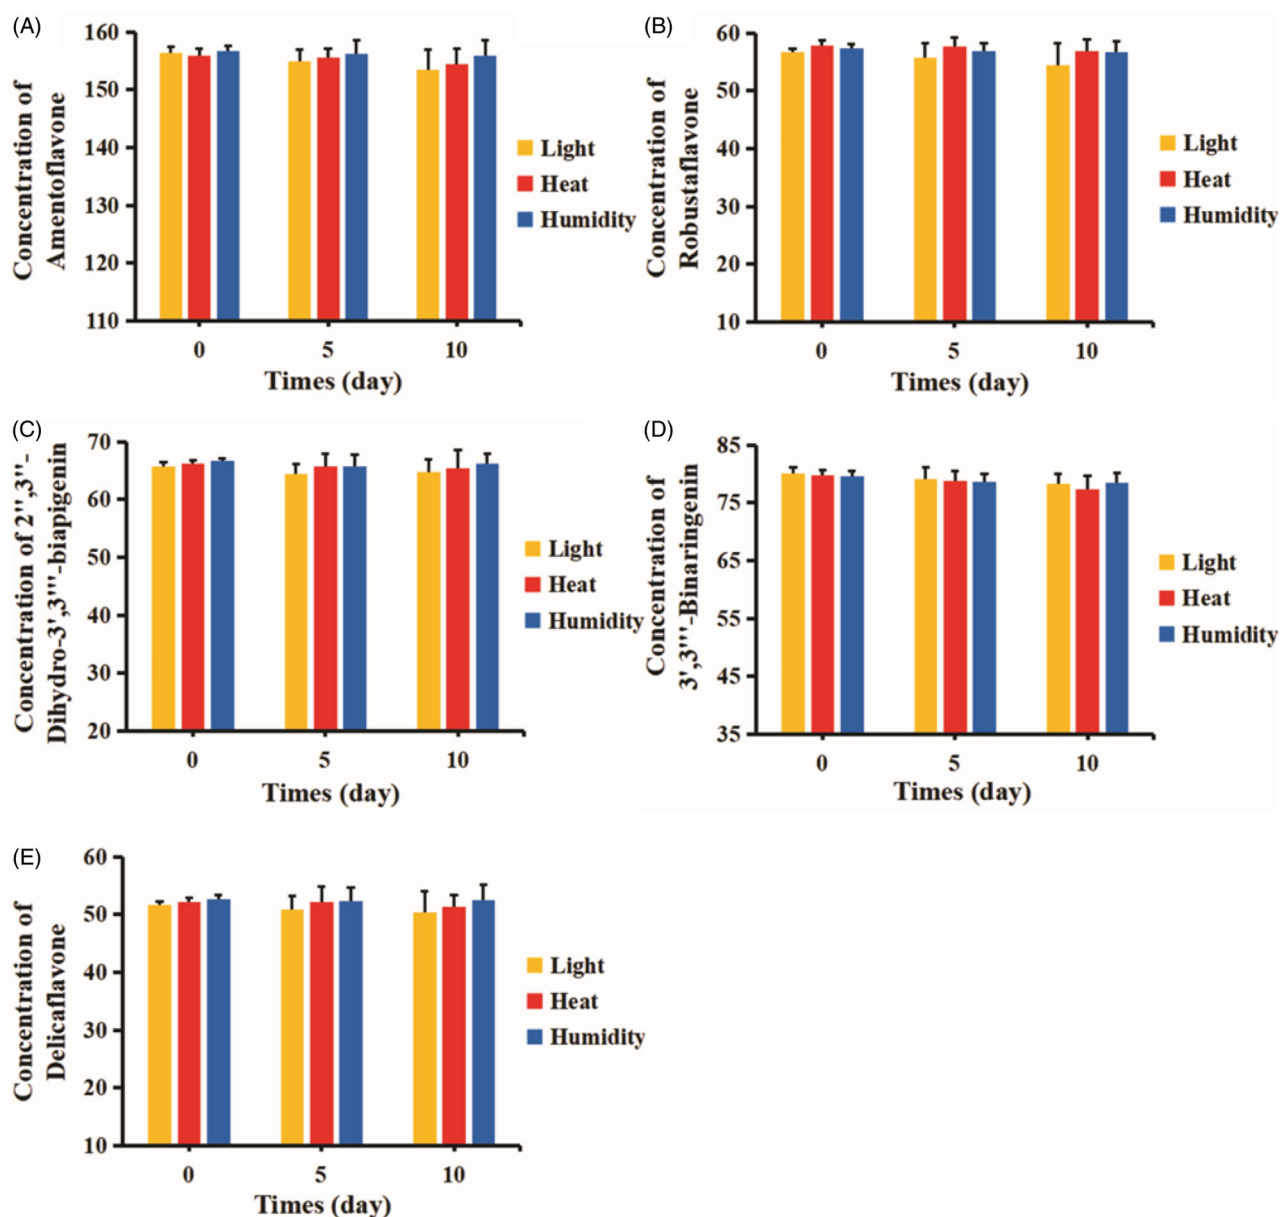 (A)
160
150
140
130
120
110
Concentration of
Amentoflavone
0 5 10
Times (day)
Light
Heat
Humidity
(B)
60
50
40
30
20
10
Concentration of
Robustaflavone
0 5 10
Times (day)
Light
Heat
Humidity
(C)
70
60
50
40
30
20
Concentration of 2'',3''-
Dihydro-3',3'''-biapigenin
0 5 10
Times (day)
Light
Heat
Humidity
(D)
85
75
65
55
45
35
Concentration of
3',3'''-Binaringenin
0 5 10
Times (day)
Light
Heat
Humidity
(E)
60
50
40
30
20
10
Concentration of
Delicaflavone
0 5 10
Times (day)
Light
Heat
Humidity